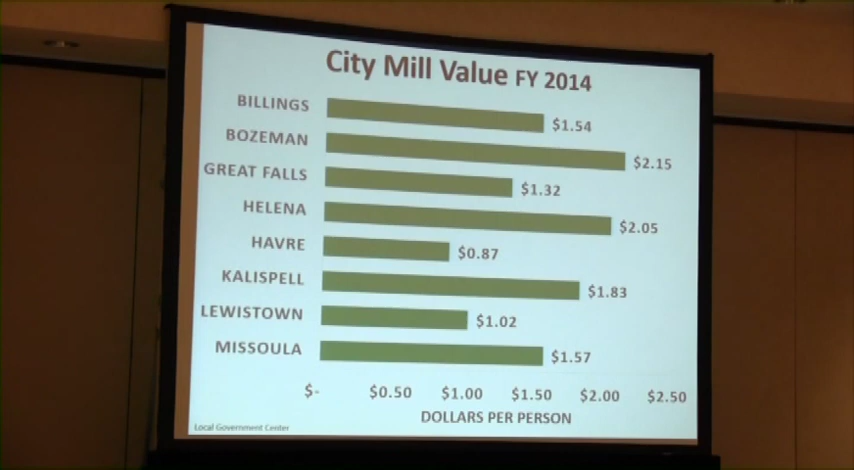 City Mill Value FY 2014
BILLINGS $1.54
BOZEMAN $2.15
GREAT FALLS $1.32
HELENA $2.05
HAVRE $0.87
KALISPELL $1.83
LEWISTOWN $1.02
MISSOULA $1.57
$- $0.50 $1.00 $1.50 $2.00 $2.50
DOLLARS PER PERSON
Local Government Center